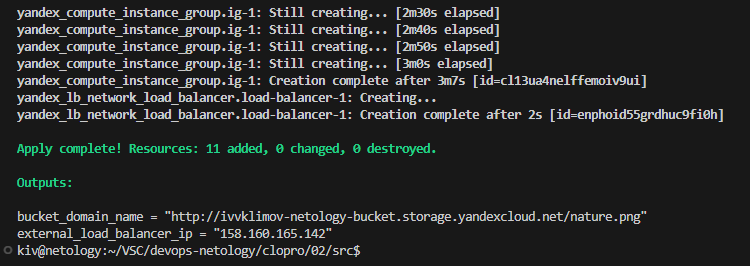 yandex_compute_instance_group.ig-1: Still creating... [2m30s elapsed]
yandex_compute_instance_group.ig-1: Still creating... [2m40s elapsed]
yandex_compute_instance_group.ig-1: Still creating... [2m50s elapsed]
yandex_compute_instance_group.ig-1: Still creating... [3m0s elapsed]
yandex_compute_instance_group.ig-1: Creation complete after 3m7s [id=cl13ua4nelffemoiv9ui]
yandex_lb_network_load_balancer.load-balancer-1: Creating...
yandex_lb_network_load_balancer.load-balancer-1: Creation complete after 2s [id=enphoid55grdhuc9fi0h]
Apply complete! Resources: 11 added, 0 changed, 0 destroyed.
Outputs:
bucket_domain_name = "http://ivvklimov-netology-bucket.storage.yandexcloud.net/nature.png"
external_load_balancer_ip = "158.160.165.142"
kiv@netology:~/VSC/devops-netology/clopro/02/src$